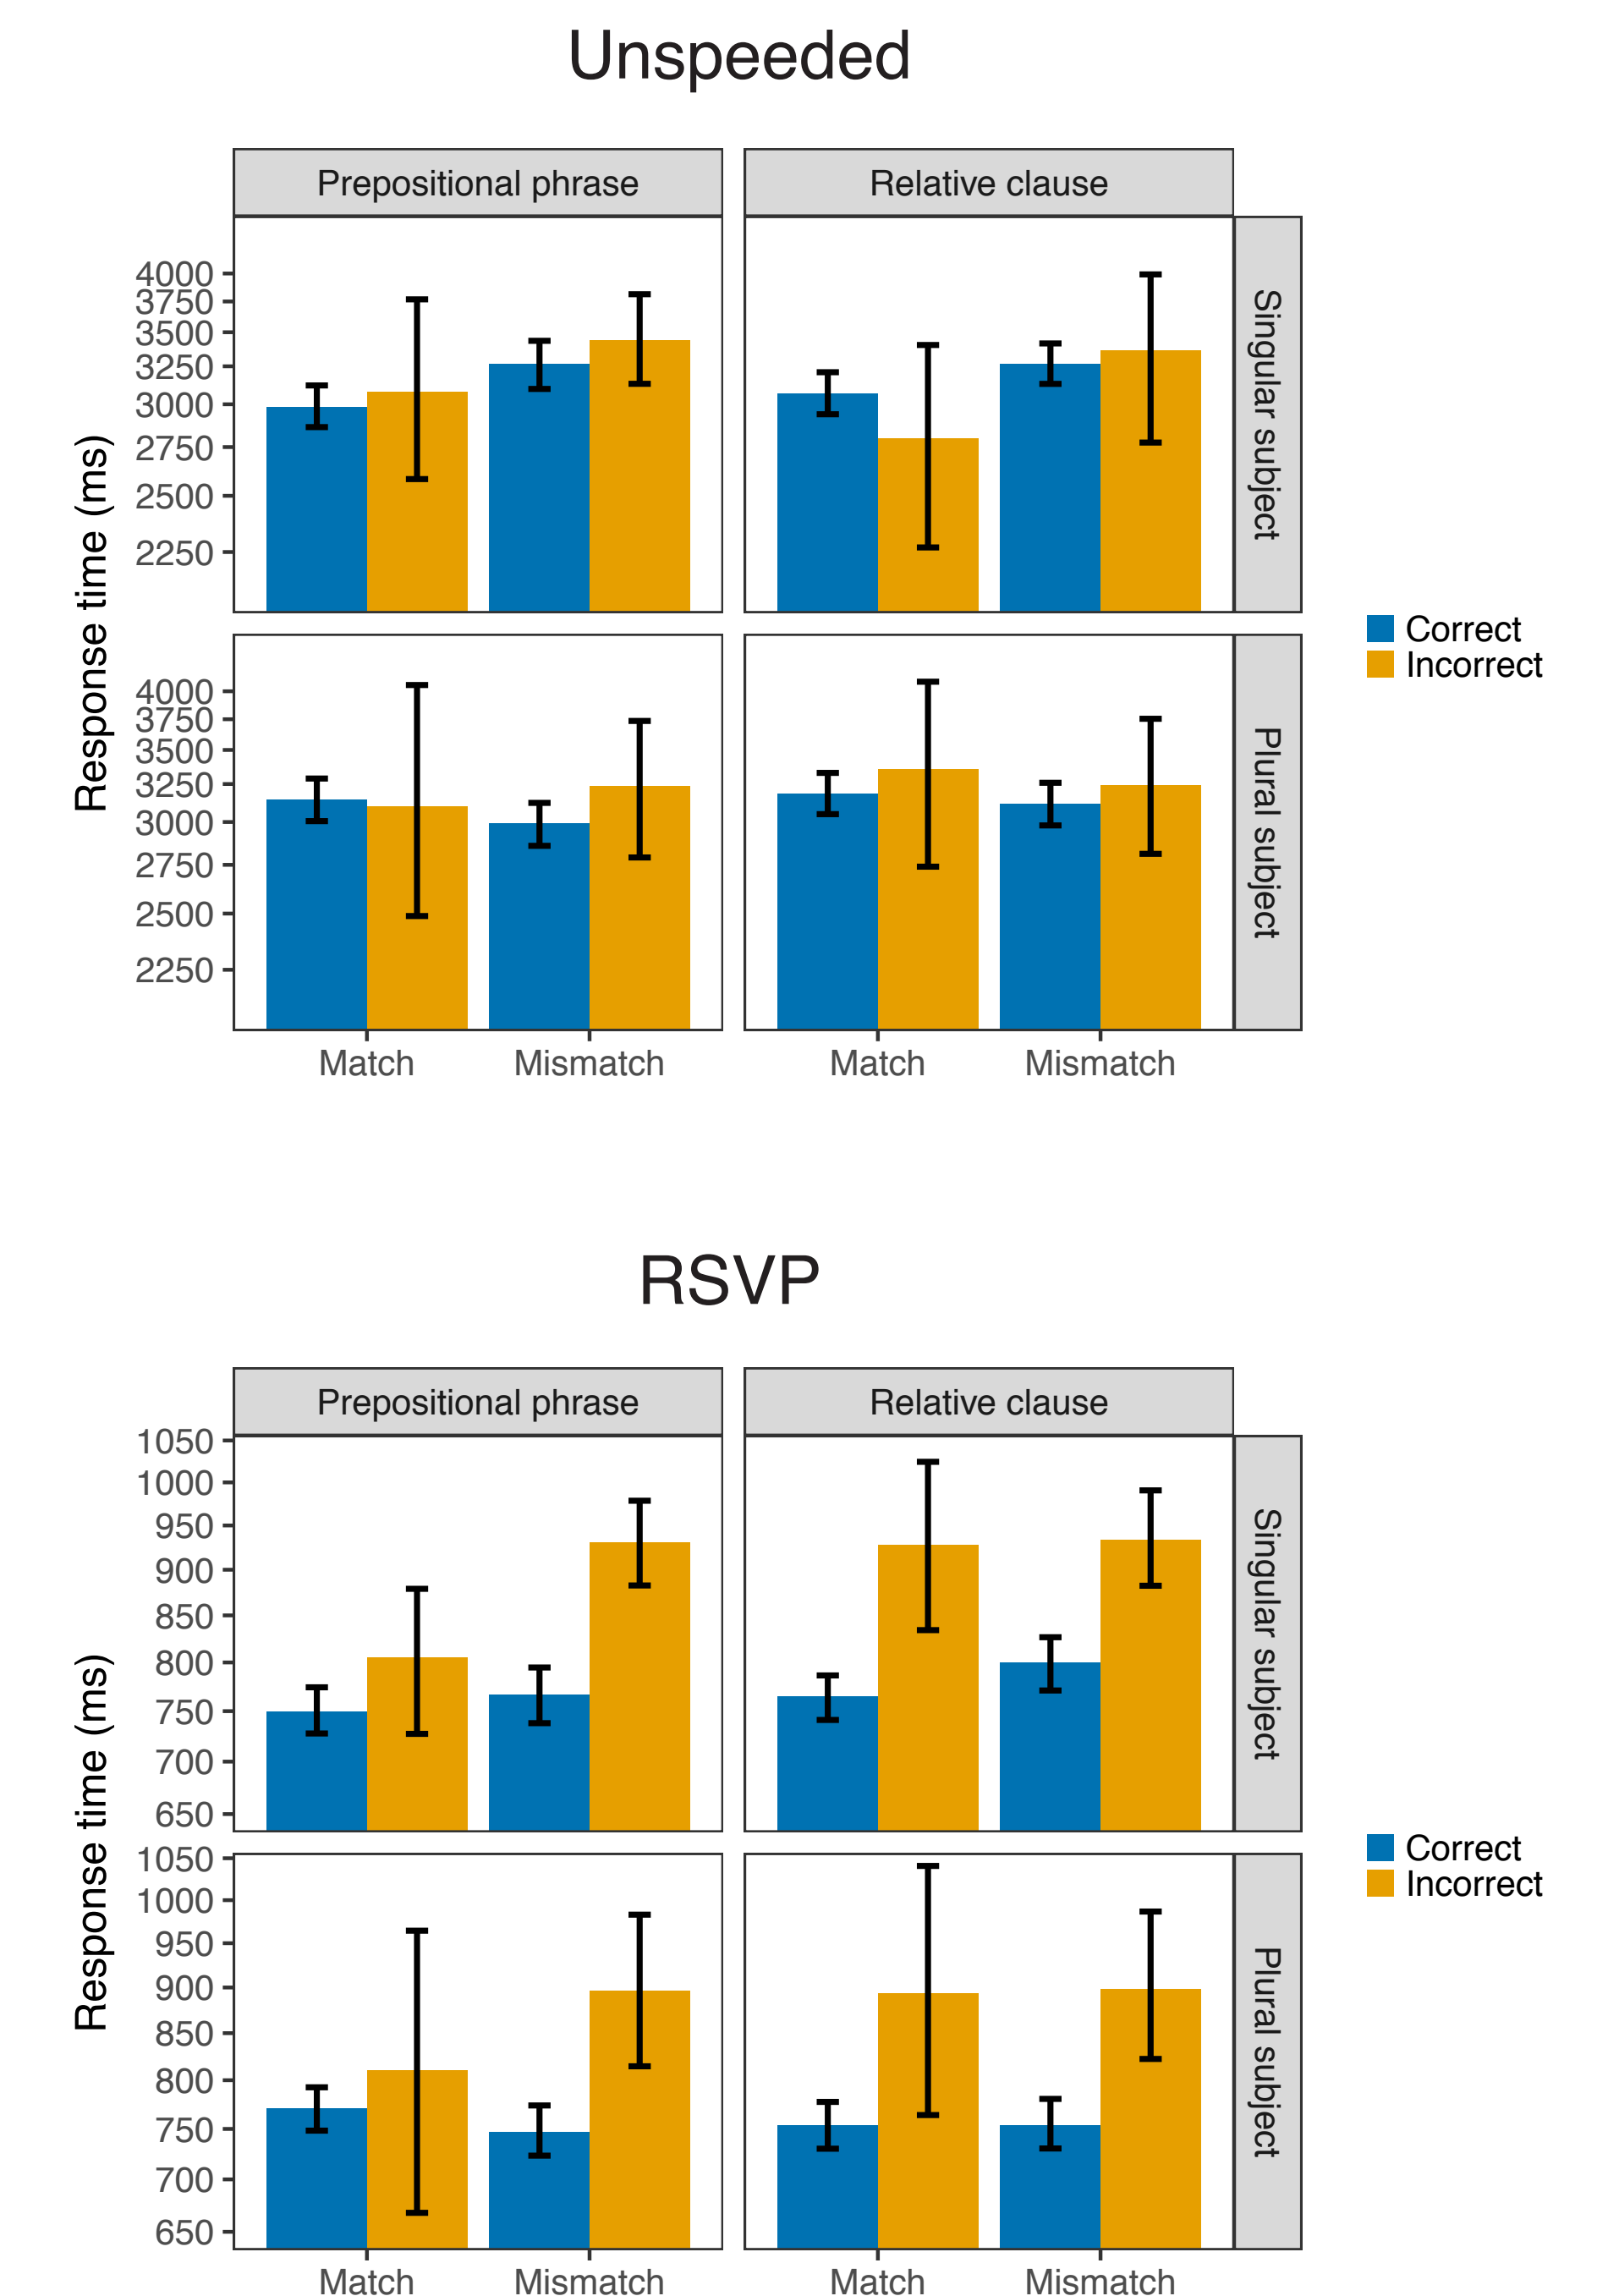 Unspeeded
Prepositional phrase
Relative clause
Response time (ms)
4000
3750
3500
3250
3000
2750
2500
2250
Singular subject
4000
3750
3500
3250
3000
2750
2500
2250
Plural subject
Match
Mismatch
Match
Mismatch
Correct
Incorrect
RSVP
Prepositional phrase
Relative clause
Response time (ms)
1050
1000
950
900
850
800
750
700
650
Singular subject
1050
1000
950
900
850
800
750
700
650
Plural subject
Match
Mismatch
Match
Mismatch
Correct
Incorrect